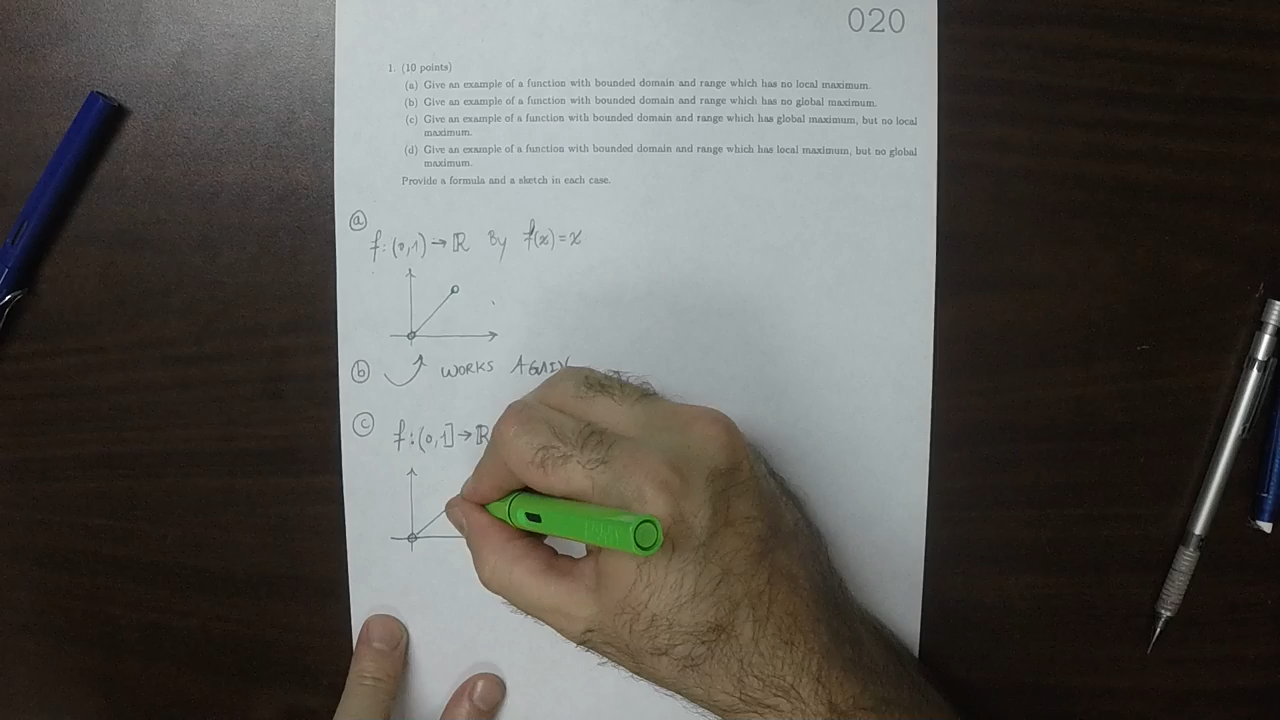 020
1. (10 points)
(a) Give an example of a function with bounded domain and range which has no local maximum.
(b) Give an example of a function with bounded domain and range which has no global maximum.
(c) Give an example of a function with bounded domain and range which has global maximum, but no local
maximum.
(d) Give an example of a function with bounded domain and range which has local maximum, but no global
maximum.
Provide a formula and a sketch in each case.
ⓐ
f:(0,1)→ℝ By f(x)=x
ⓑ WORKS AGAIN
ⓒ f:(0,1]→ℝ